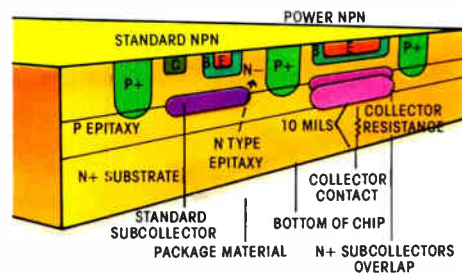 POWER NPN
STANDARD NPN
P+
C
B E
N−
P+
B E
P+
P EPITAXY
N TYPE
EPITAXY
10 MILS
COLLECTOR
RESISTANCE
N+ SUBSTRATE
COLLECTOR
CONTACT
STANDARD
SUBCOLLECTOR
BOTTOM OF CHIP
PACKAGE MATERIAL
N+ SUBCOLLECTORS
OVERLAP